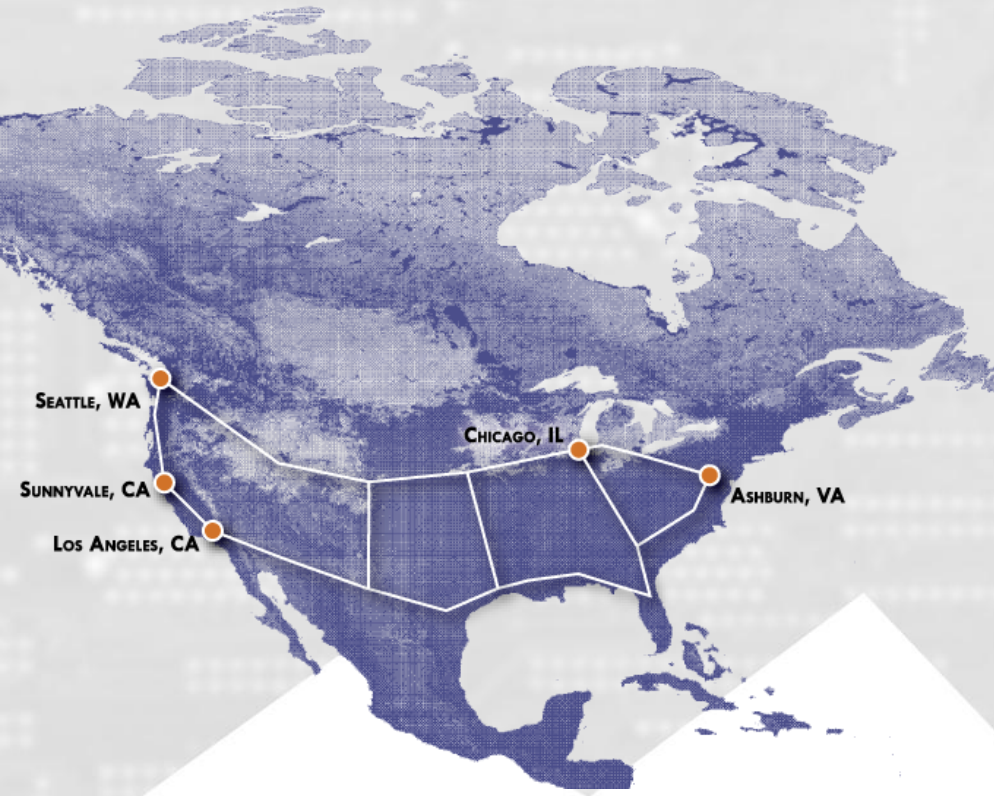 Seattle, WA
Chicago, IL
Sunnyvale, CA
Ashburn, VA
Los Angeles, CA